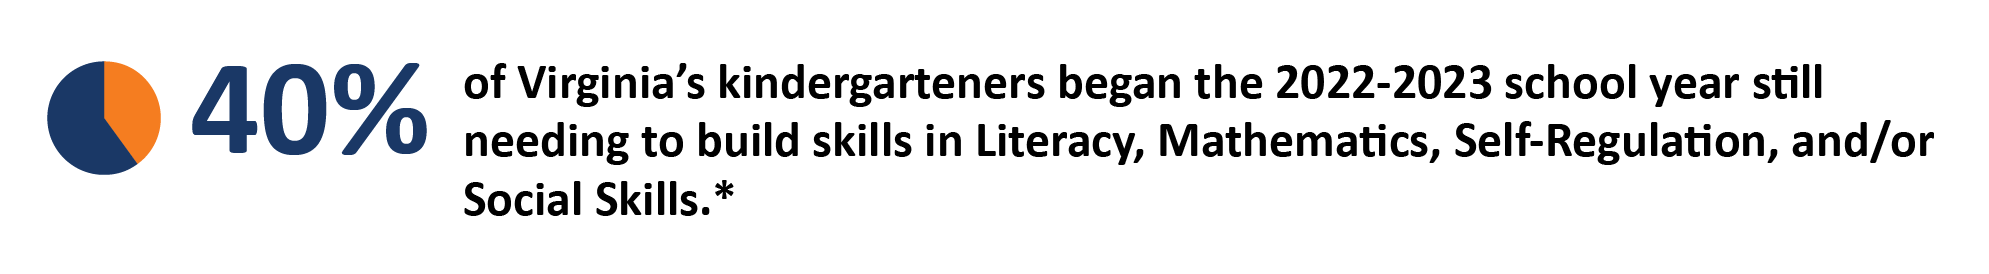 40%
of Virginia’s kindergarteners began the 2022-2023 school year still
needing to build skills in Literacy, Mathematics, Self-Regulation, and/or
Social Skills.*